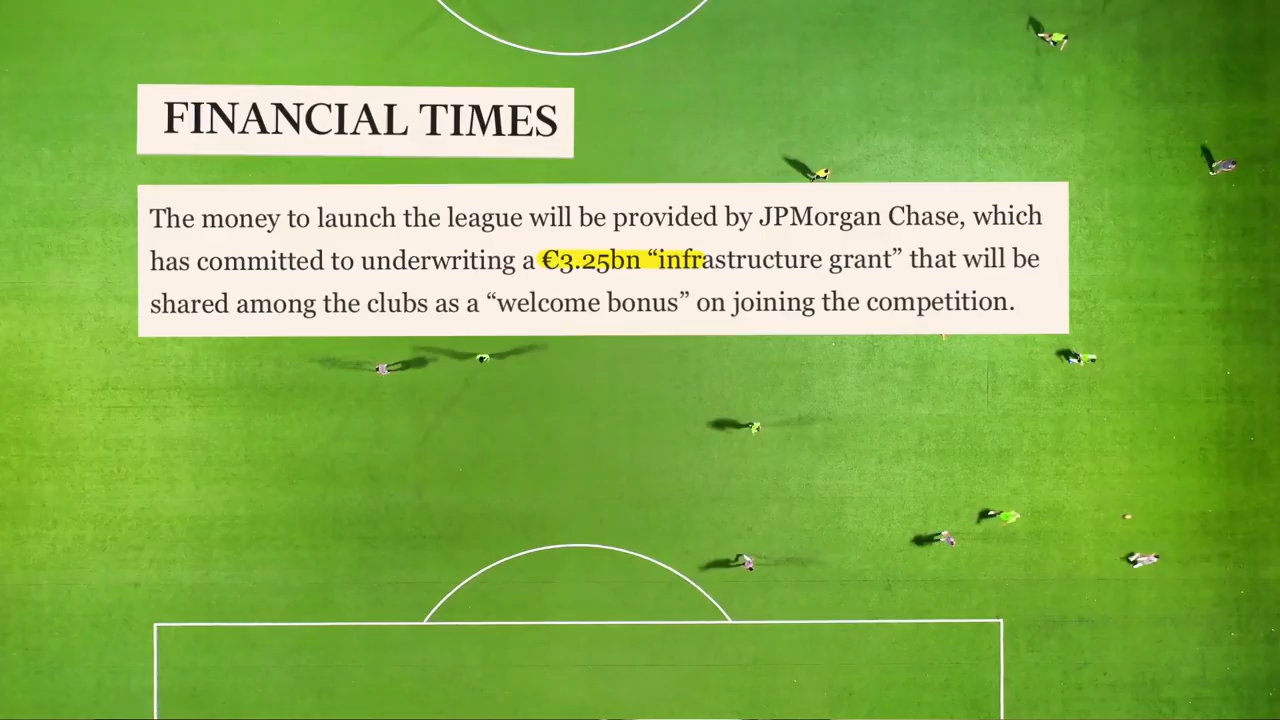 FINANCIAL TIMES
The money to launch the league will be provided by JPMorgan Chase, which
has committed to underwriting a €3.25bn “infrastructure grant” that will be
shared among the clubs as a “welcome bonus” on joining the competition.